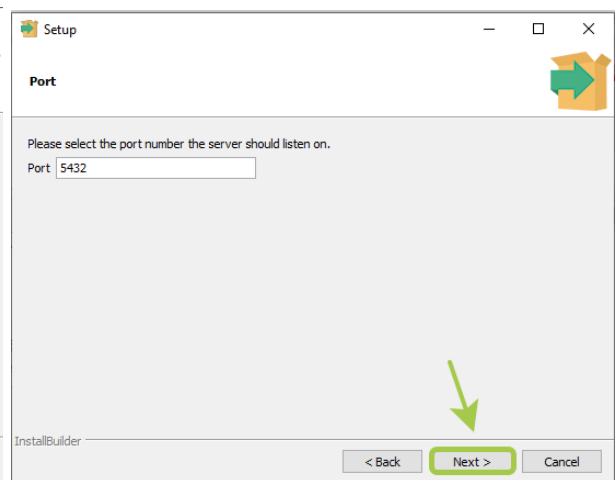 Setup
Port
Please select the port number the server should listen on.
Port 5432
InstallBuilder
< Back Next > Cancel